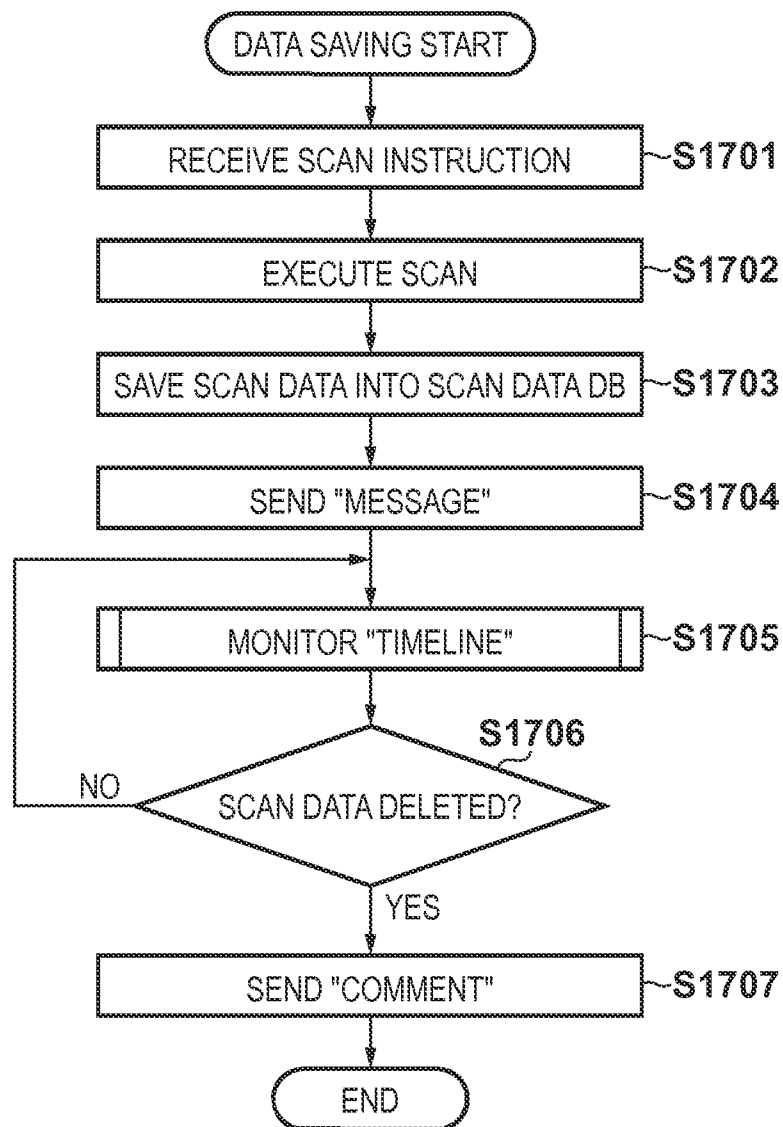 DATA SAVING START
RECEIVE SCAN INSTRUCTION S1701
EXECUTE SCAN S1702
SAVE SCAN DATA INTO SCAN DATA DB S1703
SEND "MESSAGE" S1704
MONITOR "TIMELINE" S1705
S1706
NO
SCAN DATA DELETED?
YES
SEND "COMMENT" S1707
END